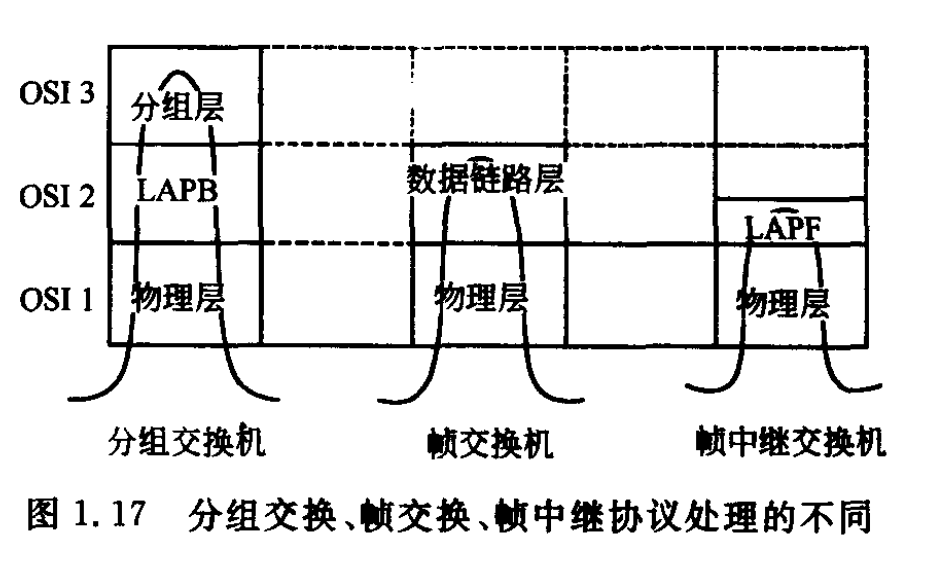 OSI 3
分组层
OSI 2
LAPB
数据链路层
LAPF
OSI 1
物理层
物理层
物理层
分组交换机
帧交换机
帧中继交换机
图 1.17 分组交换、帧交换、帧中继协议处理的不同